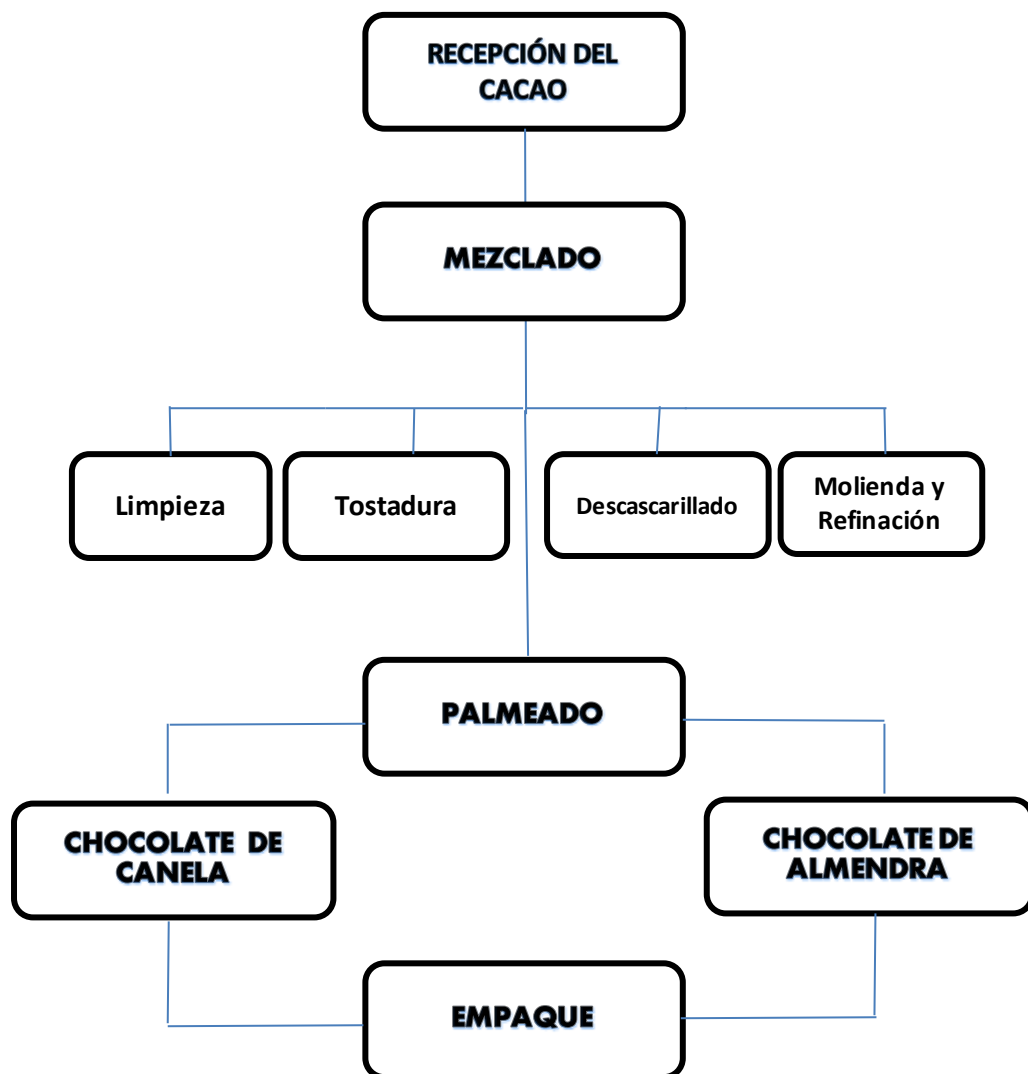 RECEPCIÓN DEL
CACAO
MEZCLADO
Limpieza
Tostadura
Descascarillado
Molienda y
Refinación
PALMEADO
CHOCOLATE DE
CANELA
CHOCOLATE DE
ALMENDRA
EMPAQUE